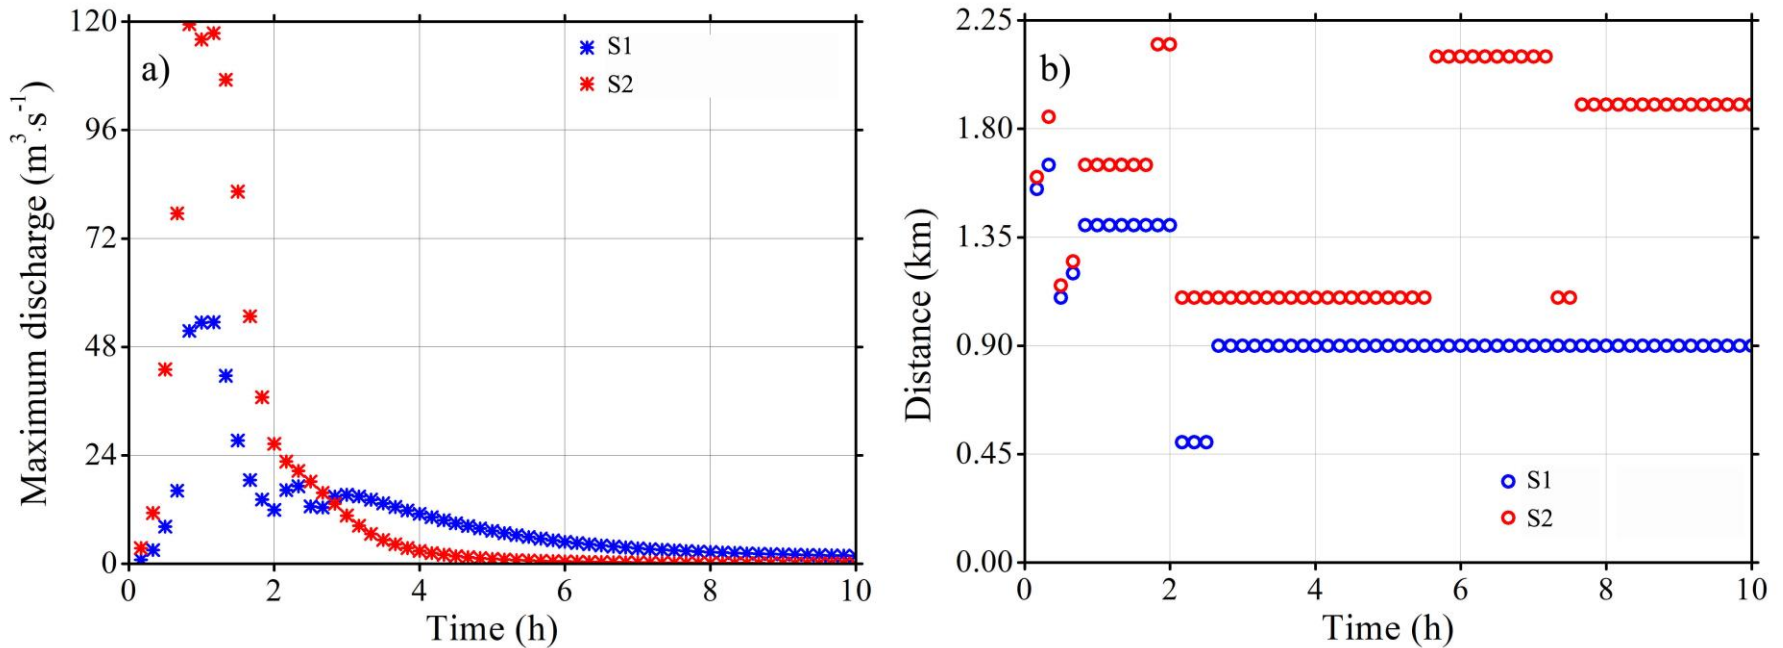 a)
S1
S2
120
96
72
48
24
0
0 2 4 6 8 10
Time (h)
Maximum discharge (m³·s⁻¹)
b)
2.25
1.80
1.35
0.90
0.45
0.00
S1
S2
0 2 4 6 8 10
Time (h)
Distance (km)